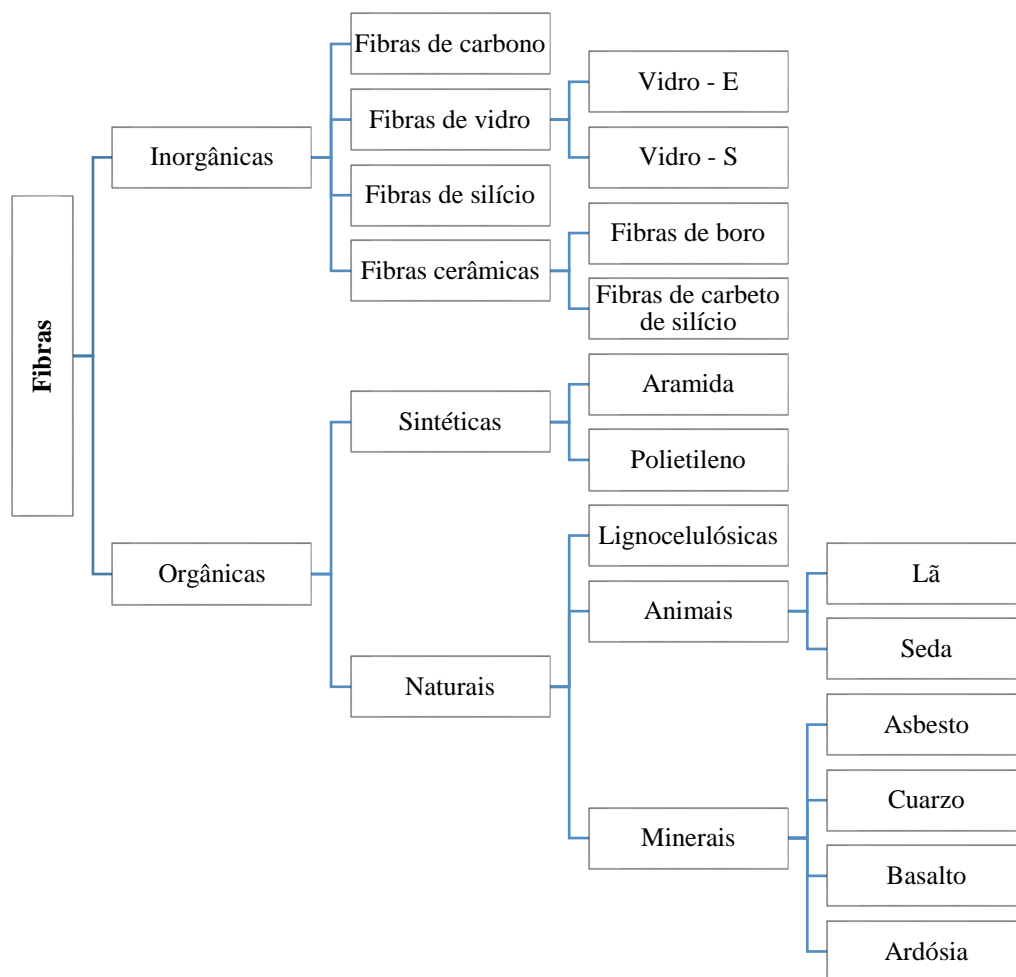 Fibras
Inorgânicas
Fibras de carbono
Fibras de vidro
Vidro - E
Vidro - S
Fibras de silício
Fibras cerâmicas
Fibras de boro
Fibras de carbeto
de silício
Orgânicas
Sintéticas
Aramida
Polietileno
Naturais
Lignocelulósicas
Animais
Lã
Seda
Minerais
Asbesto
Cuarzo
Basalto
Ardósia